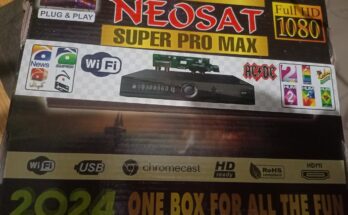 PLUG & PLAY
NEOSAT
Full HD
1080
SUPER PRO MAX
WiFi
AC DC
News
WiFi
USB
chromecast
HD
ready
RoHS
HDMI
2024 ONE BOX FOR ALL THE FUN